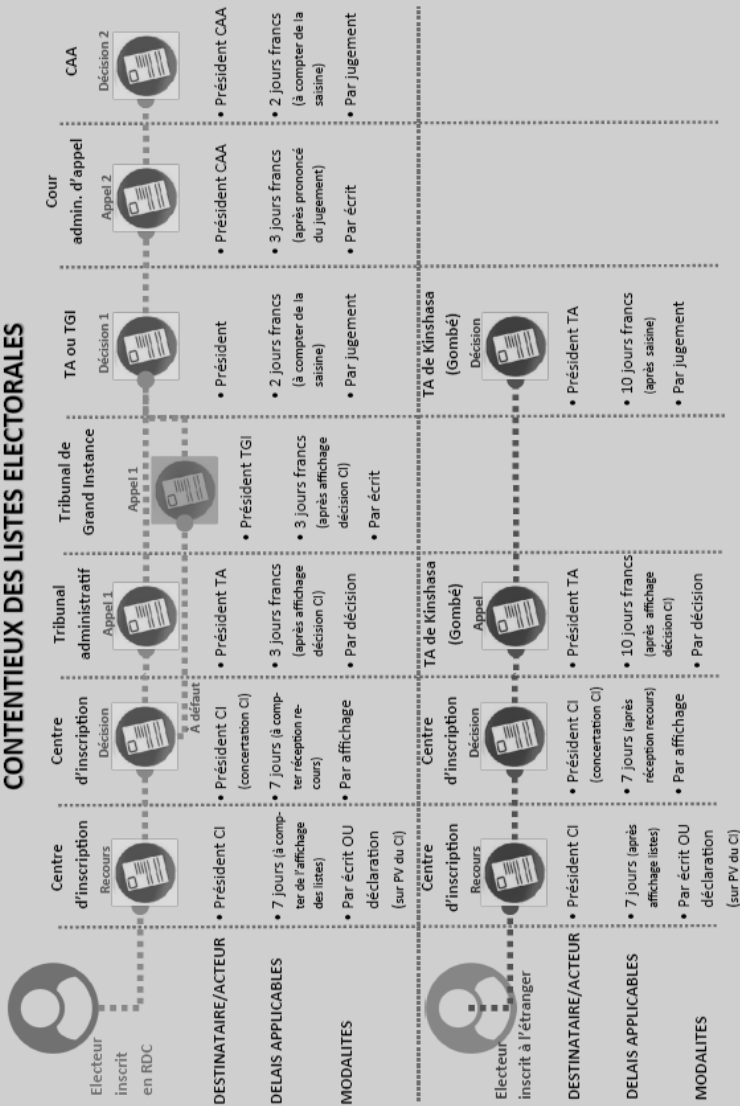 CONTENTIEUX DES LISTES ELECTORALES
Electeur
inscrit
en RDC
DESTINATAIRE/ACTEUR
DELAIS APPLICABLES
MODALITES
Centre
d'inscription
Recours
• Président CI
• 7 jours (à comp-
ter de l'affichage
des listes)
• Par écrit OU
déclaration
(sur PV du CI)
Centre
d'inscription
Décision
A défaut
• Président CI
(concertation CI)
• 7 jours (à comp-
ter réception re-
cours)
• Par affichage
Tribunal
administratif
Appel 1
• Président TA
• 3 jours francs
(après affichage
décision CI)
• Par décision
Tribunal de
Grand Instance
Appel 1
• Président TGI
• 3 jours francs
(après affichage
décision CI)
• Par écrit
TA ou TGI
Décision 1
• Président
• 2 jours francs
(à compter de la
saisine)
• Par jugement
Cour
admin. d'appel
Appel 2
• Président CAA
• 3 jours francs
(après prononcé
du jugement)
• Par écrit
CAA
Décision 2
• Président CAA
• 2 jours francs
(à compter de la
saisine)
• Par jugement
Electeur
inscrit à l'étranger
DESTINATAIRE/ACTEUR
DELAIS APPLICABLES
MODALITES
Centre
d'inscription
Recours
• Président CI
• 7 jours (après
affichage listes)
• Par écrit OU
déclaration
(sur PV du CI)
Centre
d'inscription
Décision
• Président CI
(concertation CI)
• 7 jours (après
réception recours)
• Par affichage
TA de Kinshasa
(Gombé)
Appel
• Président TA
• 10 jours francs
(après affichage
décision CI)
• Par décision
TA de Kinshasa
(Gombé)
Décision
• Président TA
• 10 jours francs
(après saisine)
• Par jugement